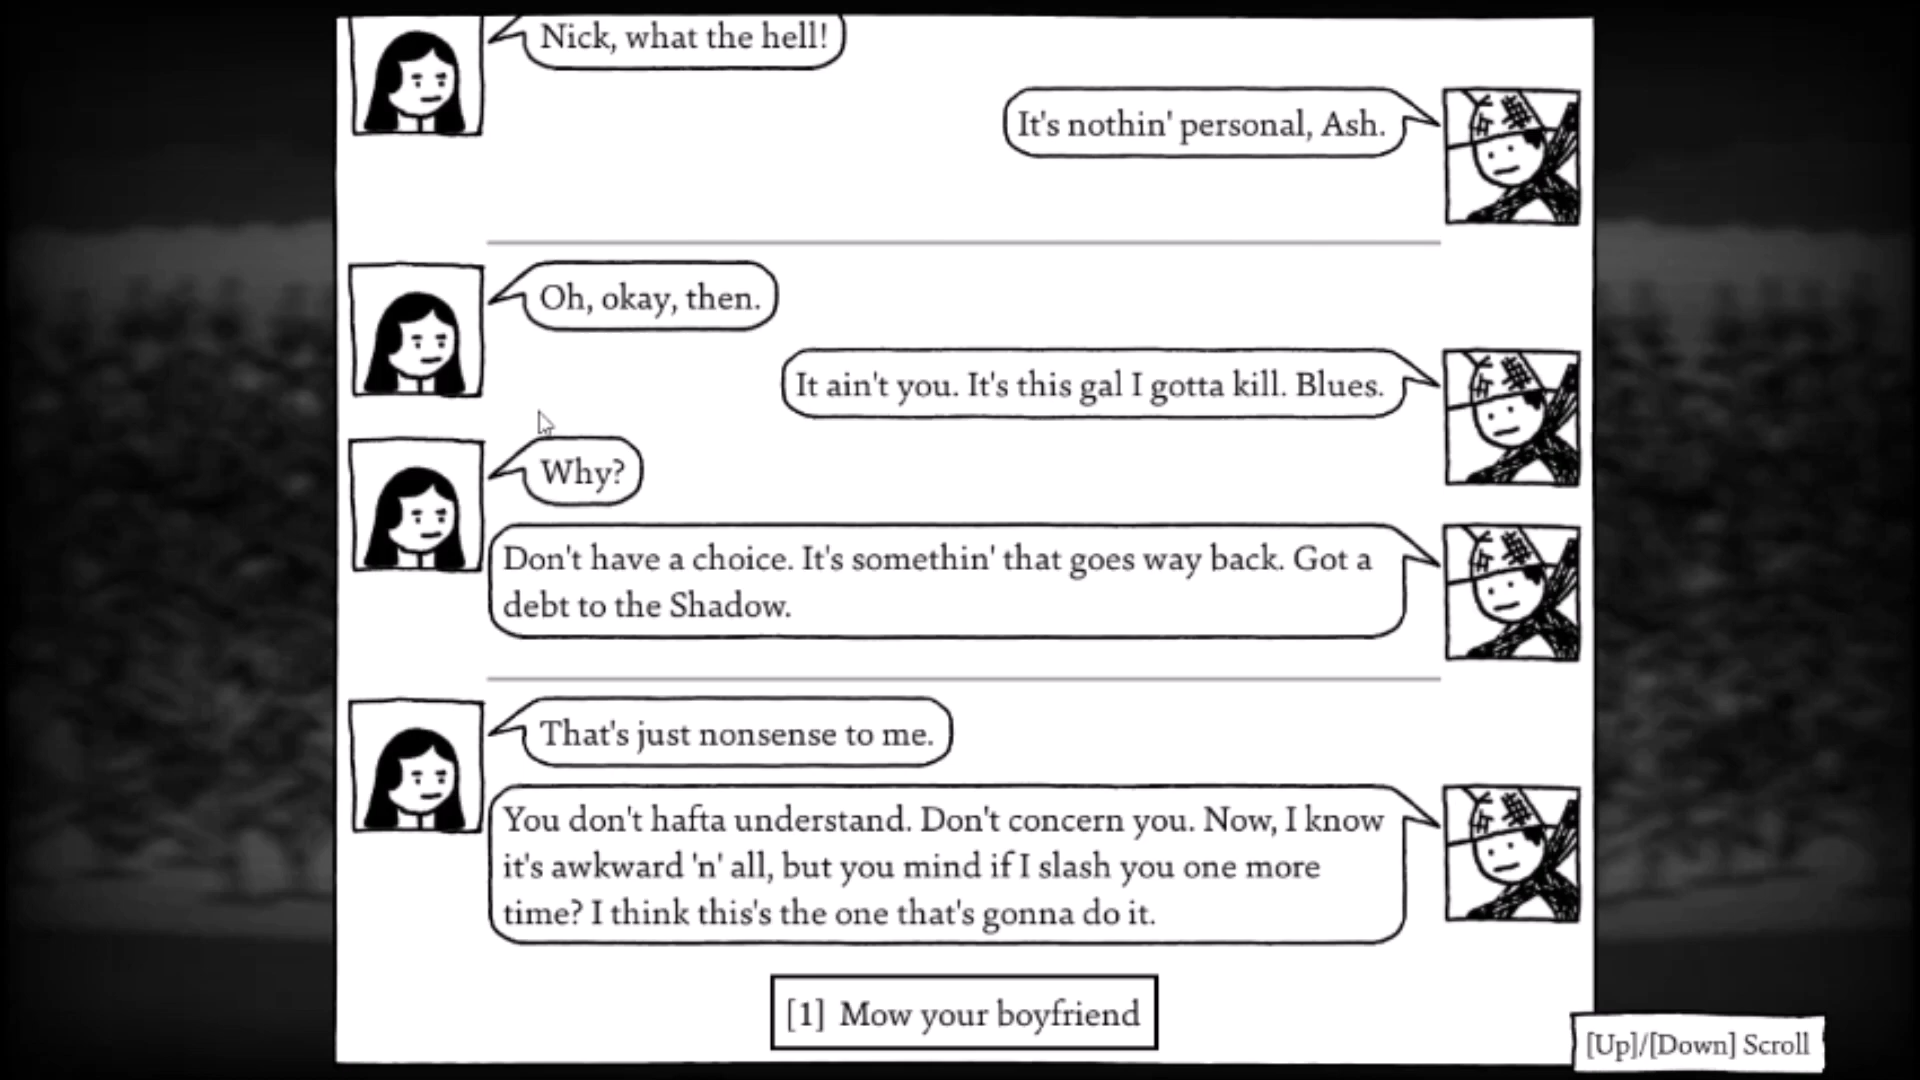 Nick, what the hell!
It's nothin' personal, Ash.
Oh, okay, then.
It ain't you. It's this gal I gotta kill. Blues.
Why?
Don't have a choice. It's somethin' that goes way back. Got a
debt to the Shadow.
That's just nonsense to me.
You don't hafta understand. Don't concern you. Now, I know
it's awkward 'n' all, but you mind if I slash you one more
time? I think this's the one that's gonna do it.
[1] Mow your boyfriend
[Up]/[Down] Scroll